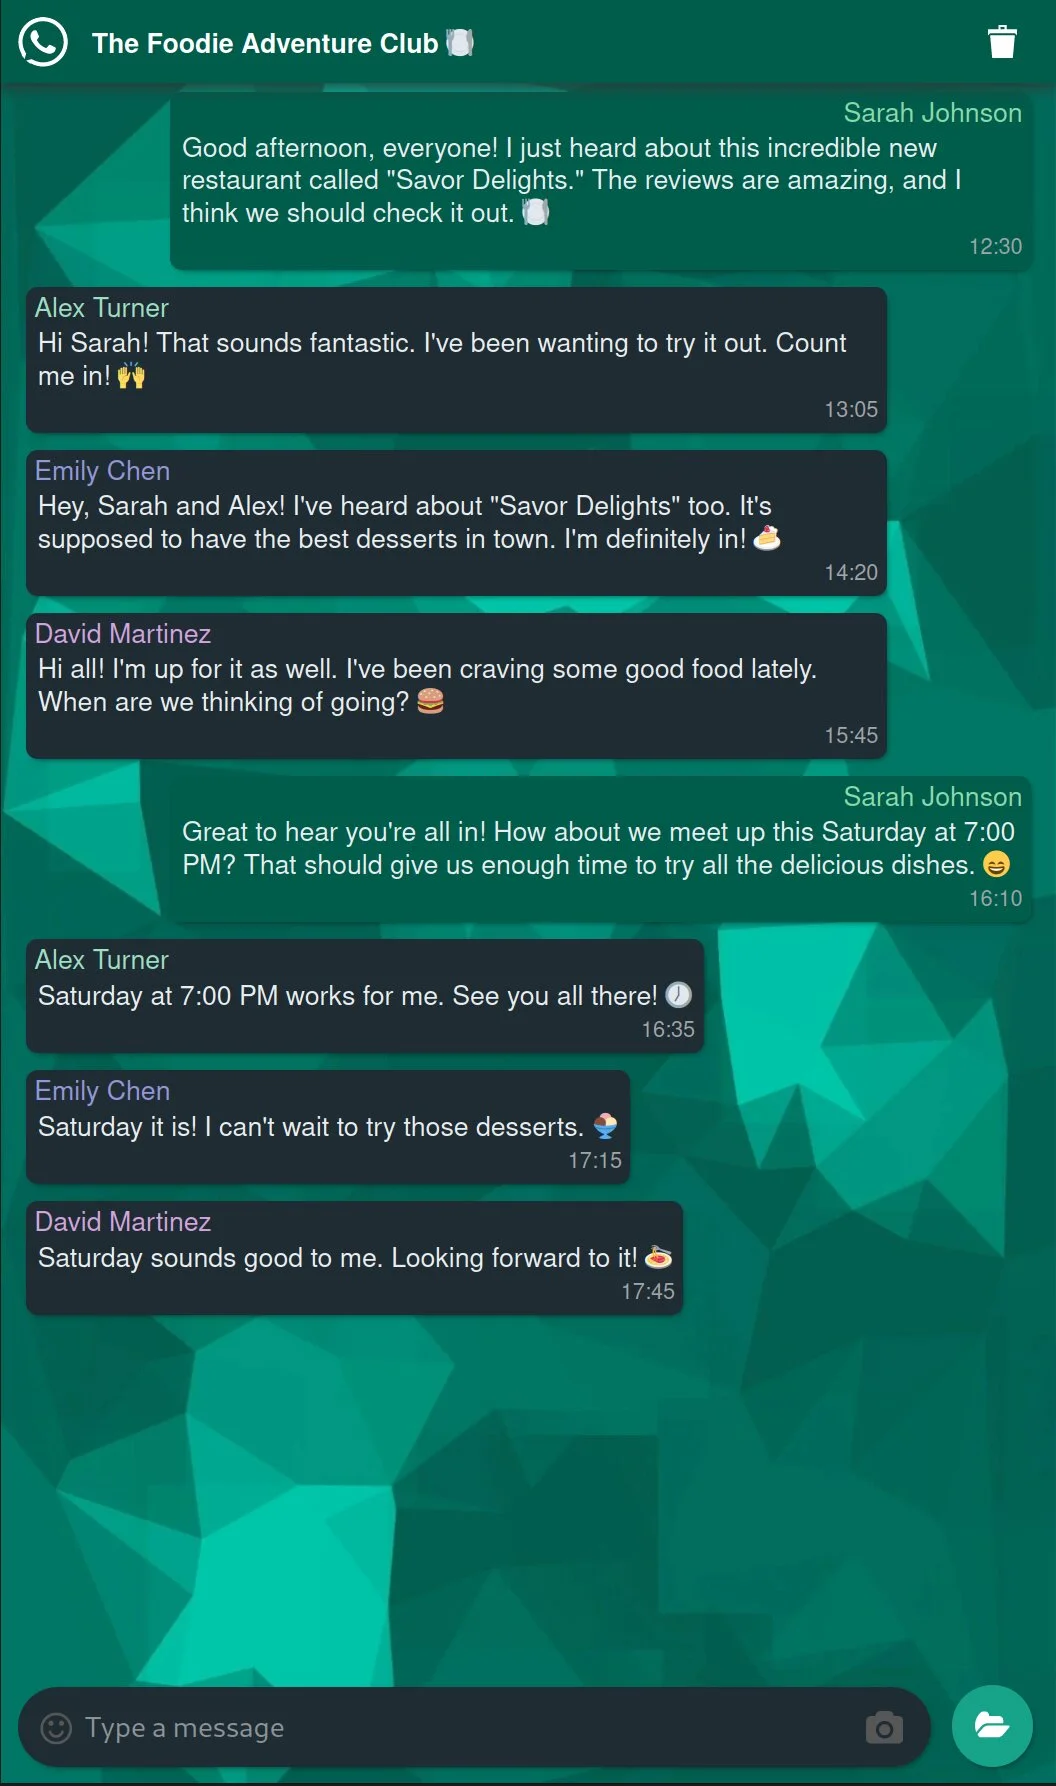 The Foodie Adventure Club 🍽️
Sarah Johnson
Good afternoon, everyone! I just heard about this incredible new
restaurant called "Savor Delights." The reviews are amazing, and I
think we should check it out. 🍽️
12:30
Alex Turner
Hi Sarah! That sounds fantastic. I've been wanting to try it out. Count
me in! 🙌
13:05
Emily Chen
Hey, Sarah and Alex! I've heard about "Savor Delights" too. It's
supposed to have the best desserts in town. I'm definitely in! 🍰
14:20
David Martinez
Hi all! I'm up for it as well. I've been craving some good food lately.
When are we thinking of going? 🍔
15:45
Sarah Johnson
Great to hear you're all in! How about we meet up this Saturday at 7:00
PM? That should give us enough time to try all the delicious dishes. 😄
16:10
Alex Turner
Saturday at 7:00 PM works for me. See you all there! 🕖
16:35
Emily Chen
Saturday it is! I can't wait to try those desserts. 🍨
17:15
David Martinez
Saturday sounds good to me. Looking forward to it! 🍝
17:45
Type a message